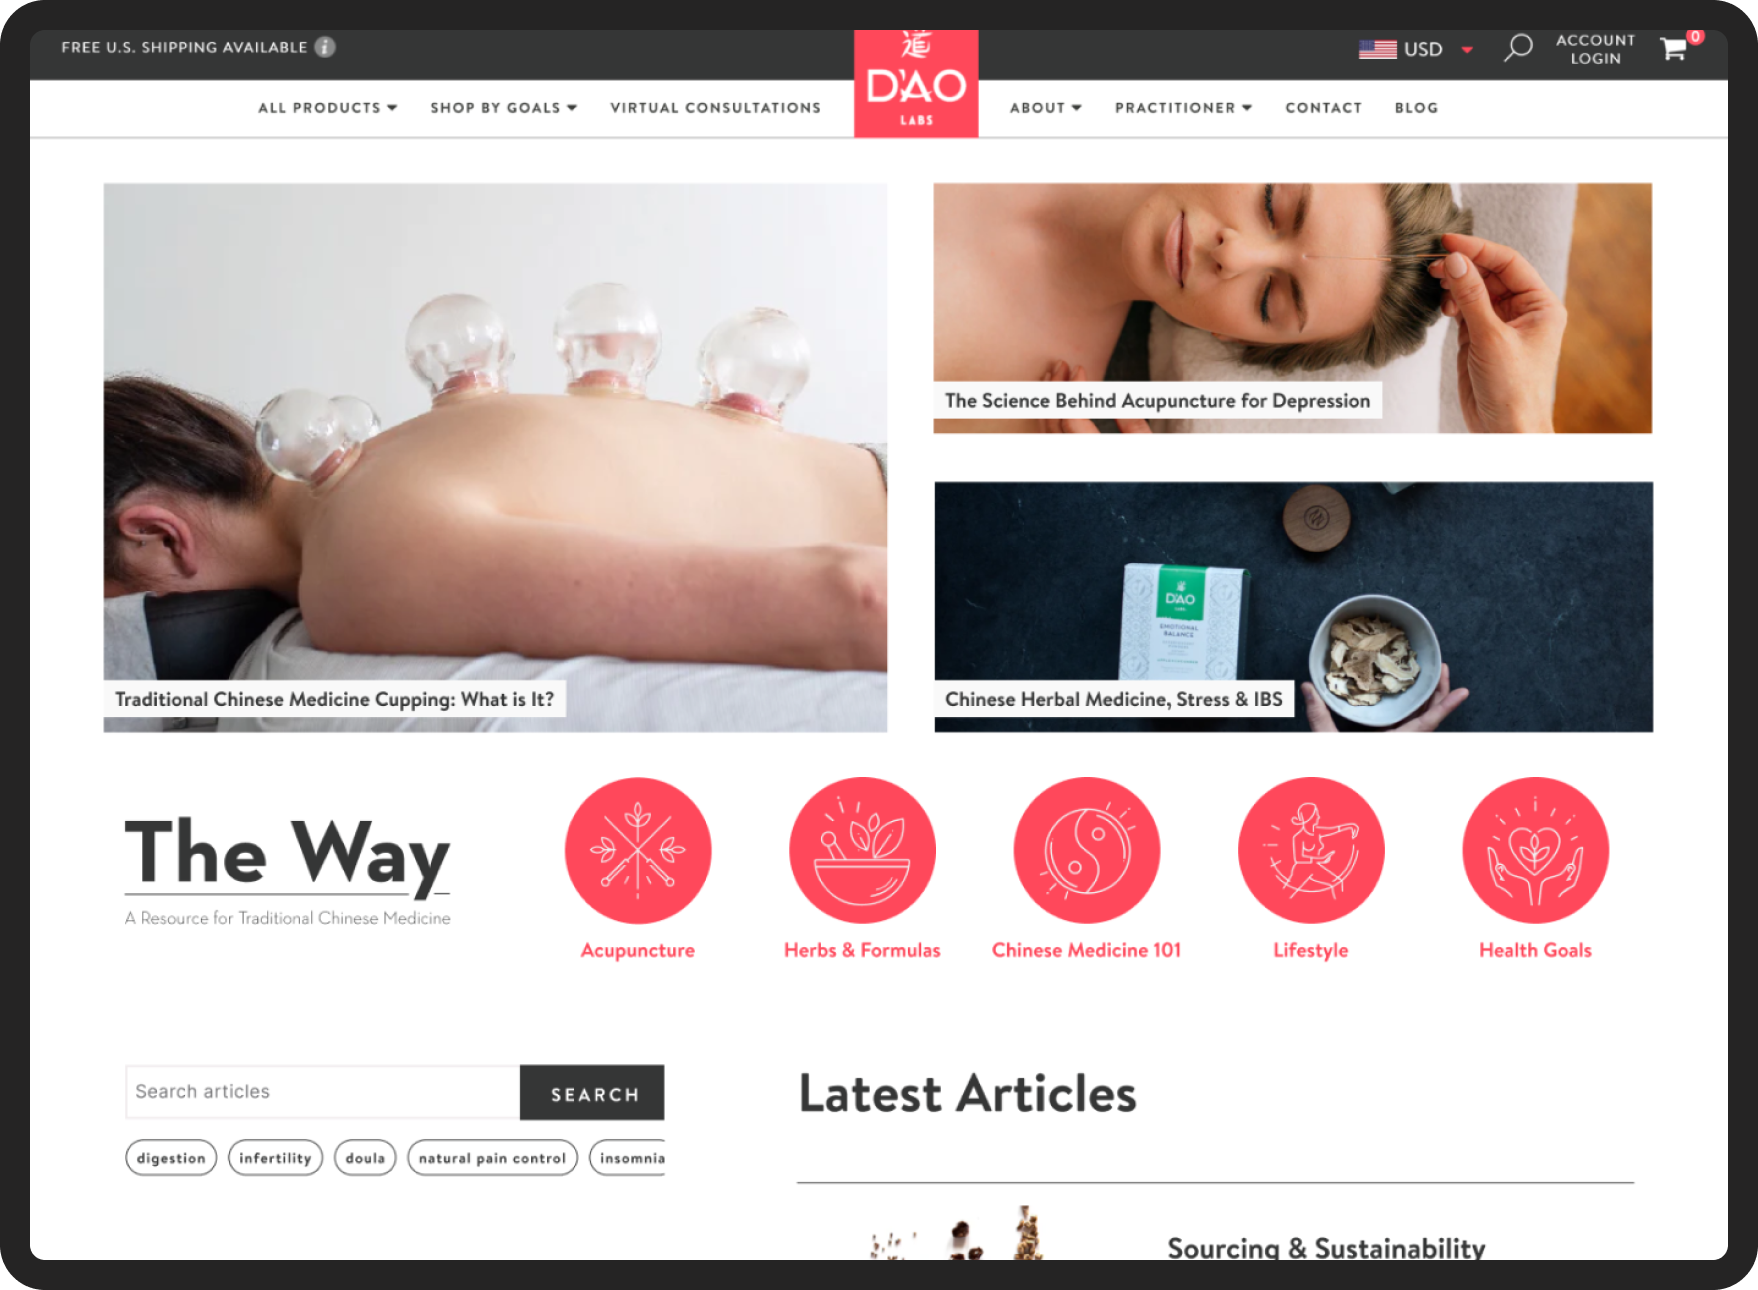 FREE U.S. SHIPPING AVAILABLE i
道
D'AO
LABS
USD
ACCOUNT
LOGIN
0
ALL PRODUCTS
SHOP BY GOALS
VIRTUAL CONSULTATIONS
ABOUT
PRACTITIONER
CONTACT
BLOG
The Science Behind Acupuncture for Depression
D'AO
LABS
EMOTIONAL
BALANCE
Traditional Chinese Medicine Cupping: What is It?
Chinese Herbal Medicine, Stress & IBS
The Way
A Resource for Traditional Chinese Medicine
Acupuncture
Herbs & Formulas
Chinese Medicine 101
Lifestyle
Health Goals
Search articles
SEARCH
Latest Articles
digestion
infertility
doula
natural pain control
insomnia
Sourcing & Sustainability